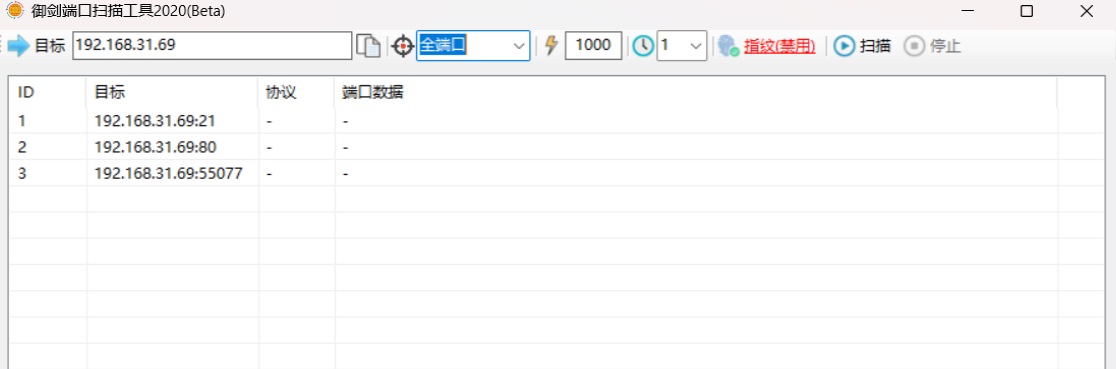 御剑端口扫描工具2020(Beta)
目标 192.168.31.69 全端口 1000 1 指纹(禁用) 扫描 停止
ID 目标 协议 端口数据
1 192.168.31.69:21 - -
2 192.168.31.69:80 - -
3 192.168.31.69:55077 - -